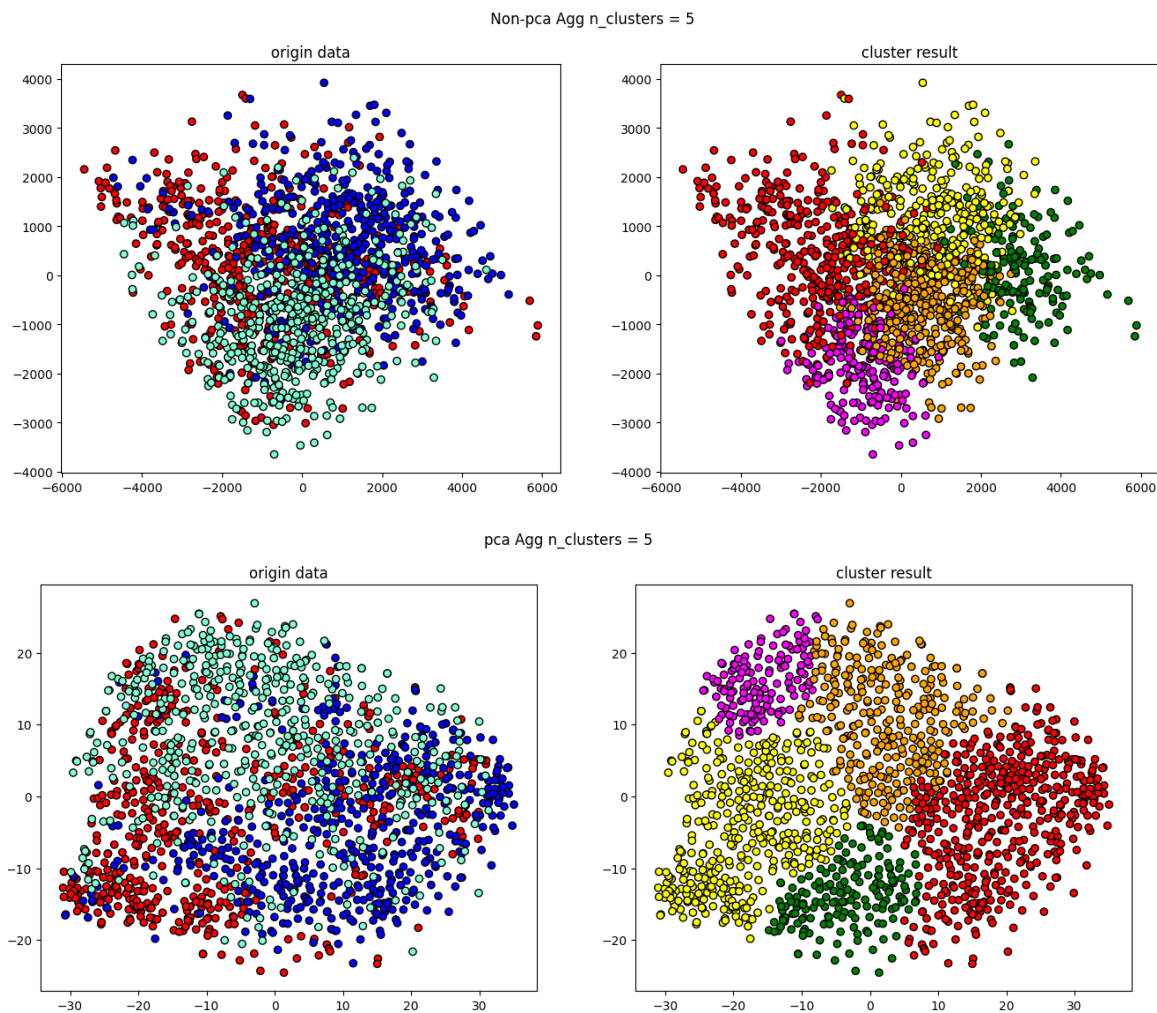 Non-pca Agg n_clusters = 5
origin data
cluster result
4000
3000
2000
1000
0
−1000
−2000
−3000
−4000
−6000 −4000 −2000 0 2000 4000 6000
4000
3000
2000
1000
0
−1000
−2000
−3000
−4000
−6000 −4000 −2000 0 2000 4000 6000
pca Agg n_clusters = 5
origin data
cluster result
20
10
0
−10
−20
−30 −20 −10 0 10 20 30
20
10
0
−10
−20
−30 −20 −10 0 10 20 30